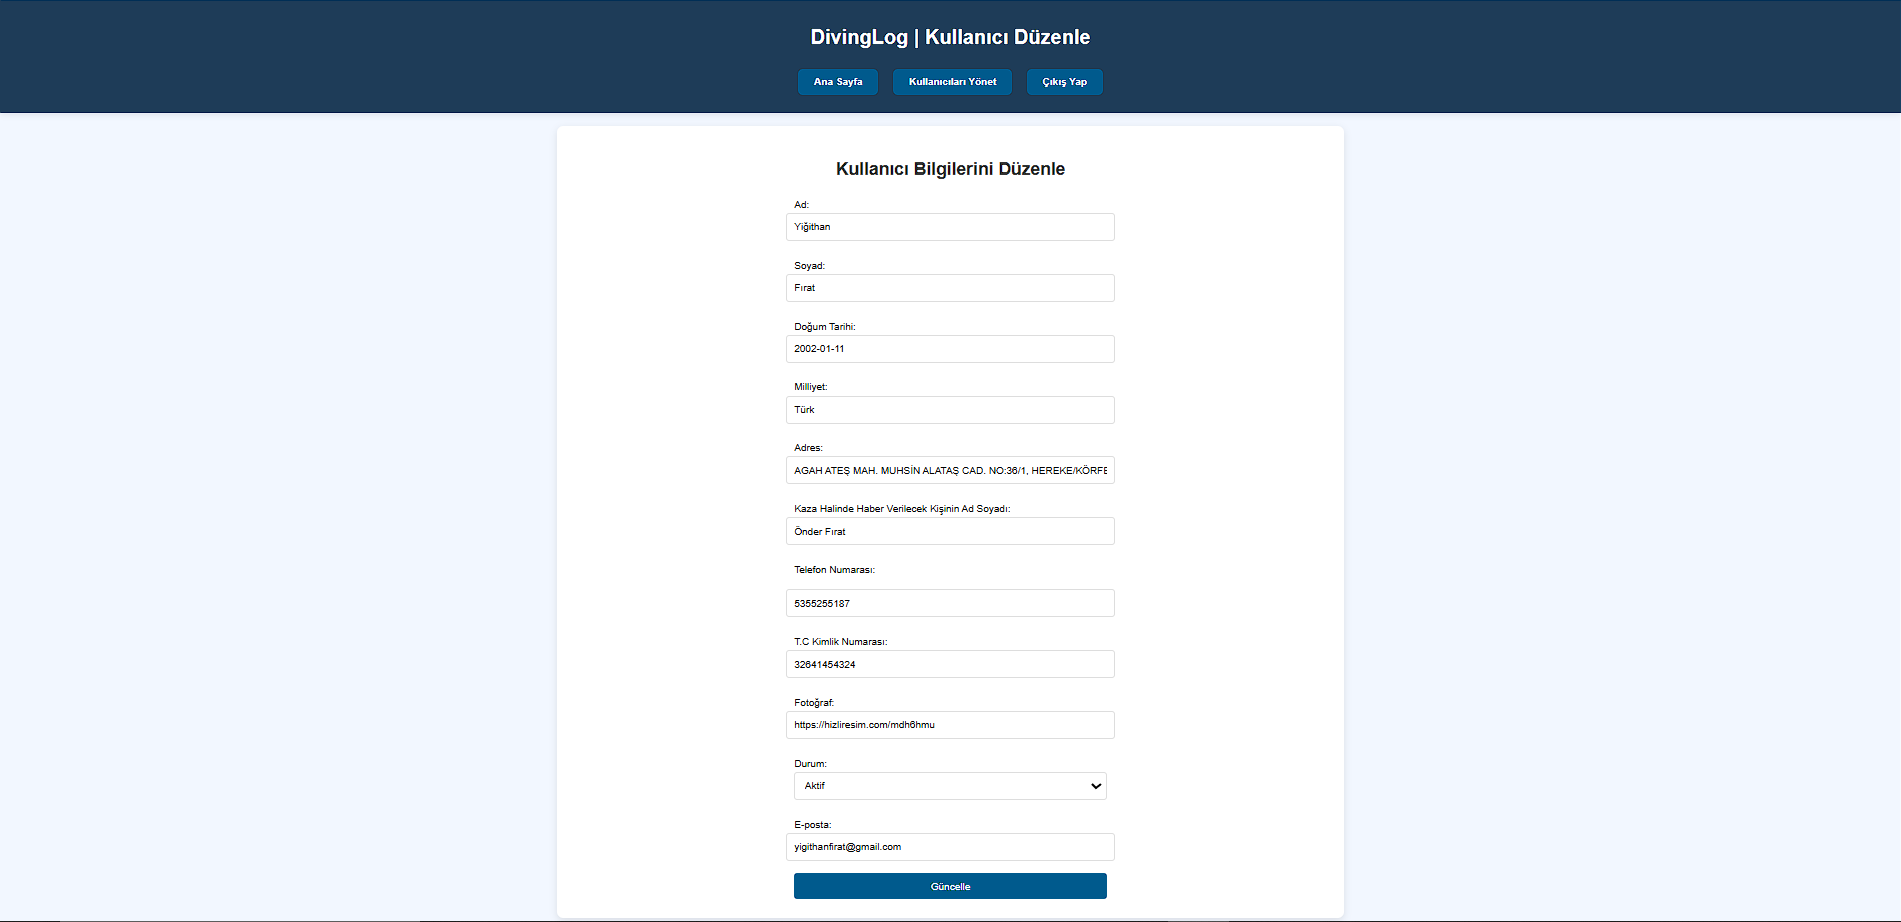 DivingLog | Kullanıcı Düzenle
Ana Sayfa Kullanıcıları Yönet Çıkış Yap
Kullanıcı Bilgilerini Düzenle
Ad:
Yiğithan
Soyad:
Fırat
Doğum Tarihi:
2002-01-11
Milliyet:
Türk
Adres:
AGAH ATEŞ MAH. MUHSİN ALATAŞ CAD. NO:36/1, HEREKE/KÖRFE
Kaza Halinde Haber Verilecek Kişinin Ad Soyadı:
Önder Fırat
Telefon Numarası:
5355255187
T.C Kimlik Numarası:
32641454324
Fotoğraf:
https://hizliresim.com/mdh6hmu
Durum:
Aktif
E-posta:
yigithanfirat@gmail.com
Güncelle